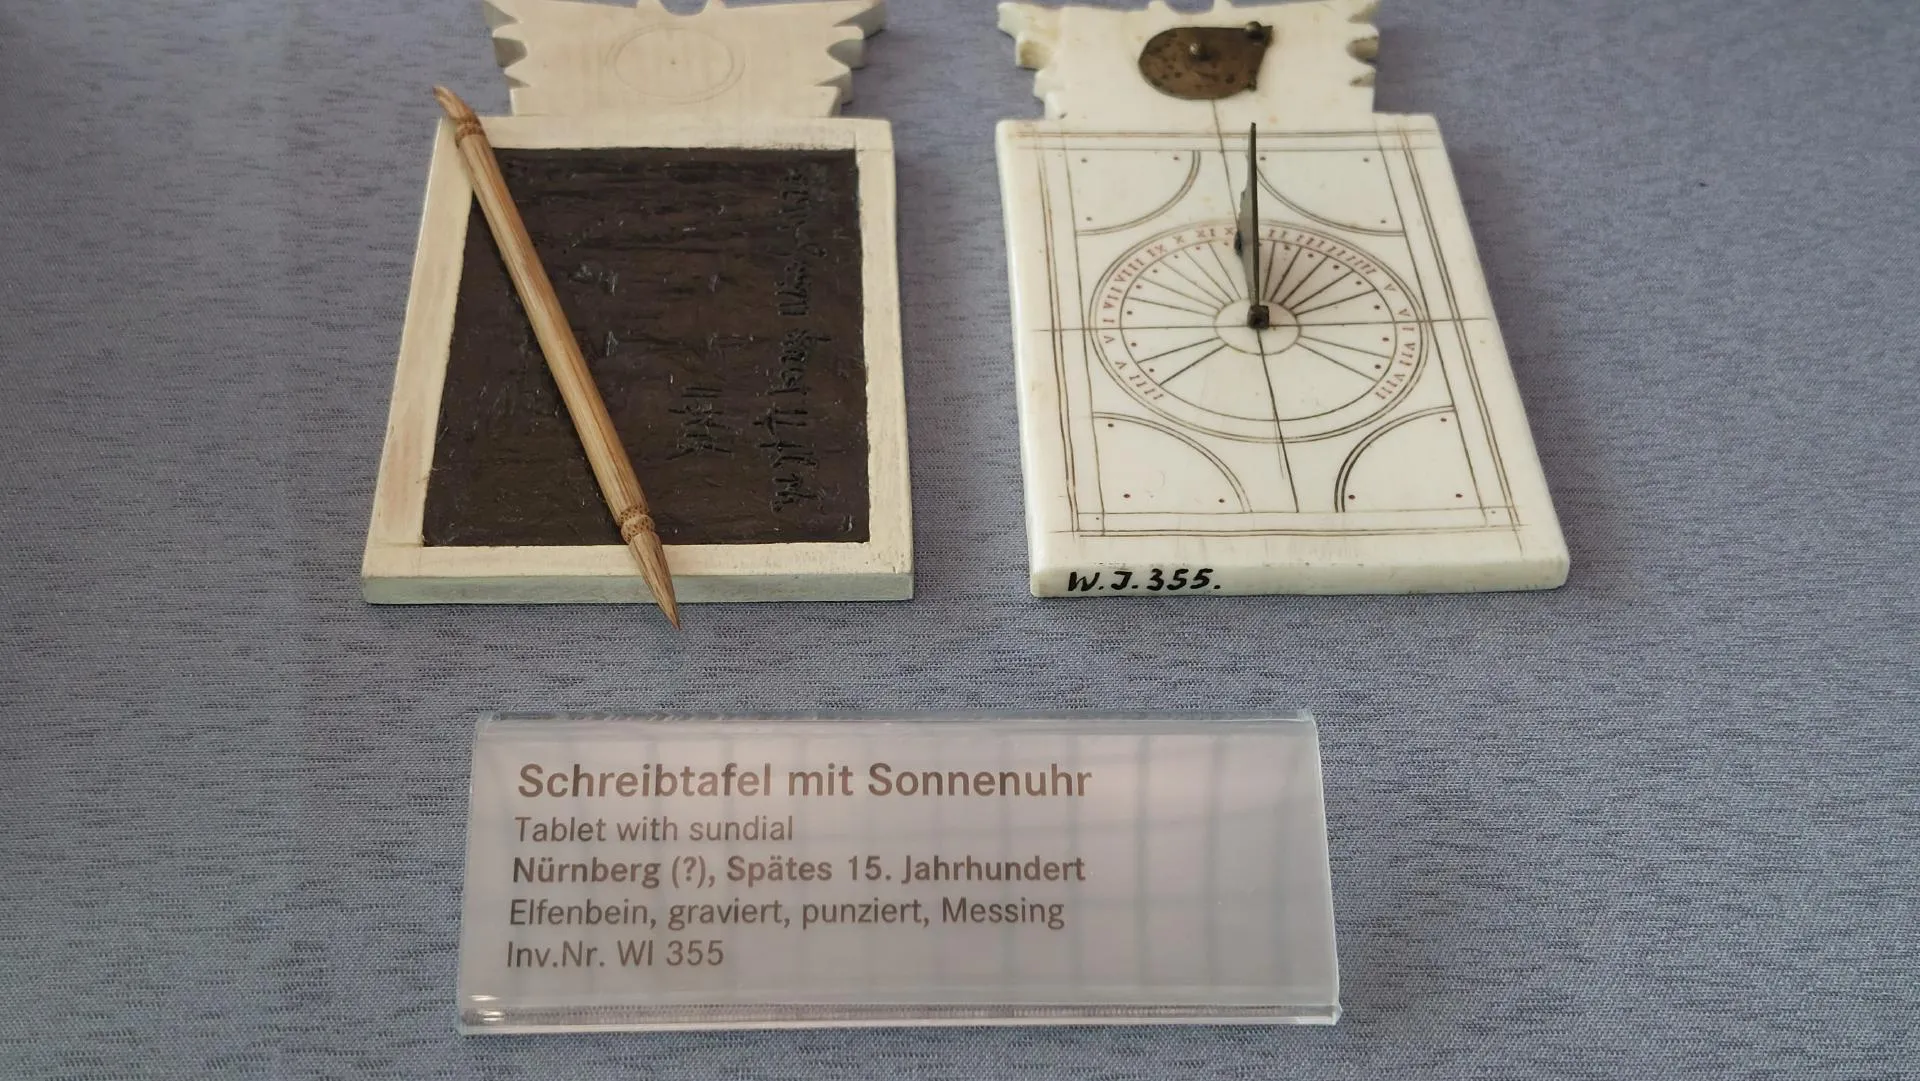 W.I.355.
Schreibtafel mit Sonnenuhr
Tablet with sundial
Nürnberg (?), Spätes 15. Jahrhundert
Elfenbein, graviert, punziert, Messing
Inv.Nr. WI 355